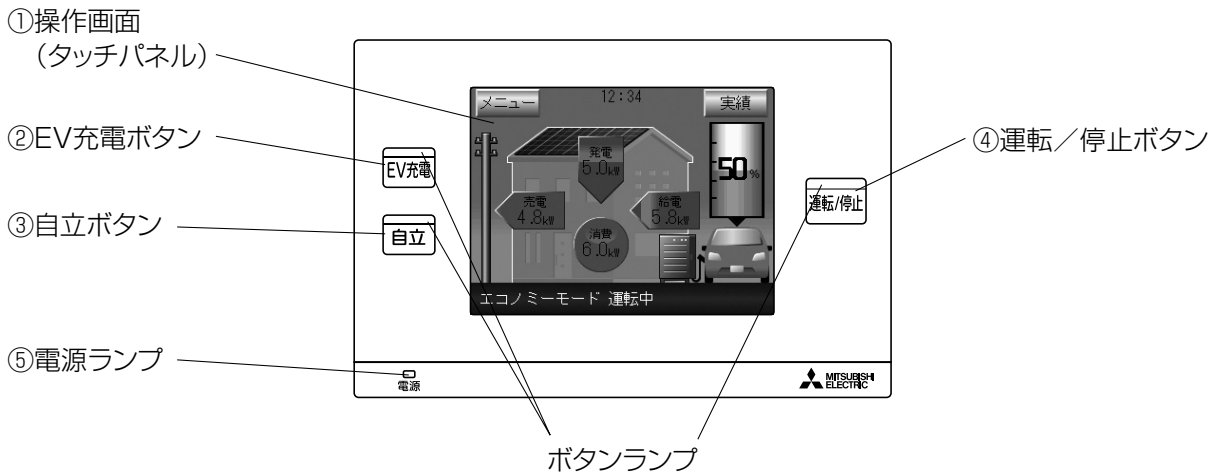 ①操作画面
（タッチパネル）
②EV充電ボタン
③自立ボタン
⑤電源ランプ
EV充電
自立
電源
メニュー
12:34
実績
発電
5.0kW
50%
売電
4.8kW
給電
5.8kW
消費
6.0kW
エコノミーモード 運転中
運転/停止
④運転／停止ボタン
MITSUBISHI
ELECTRIC
ボタンランプ